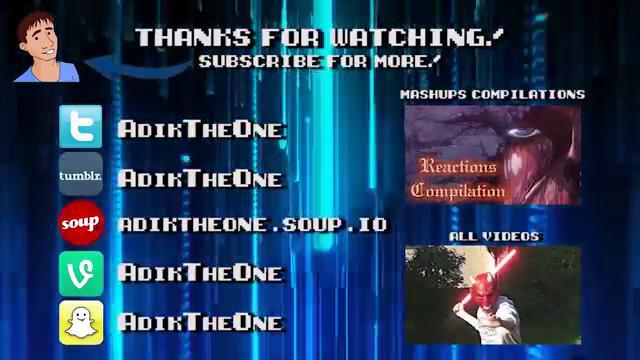 THANKS FOR WATCHING!
SUBSCRIBE FOR MORE!
MASHUPS COMPILATIONS
AdikTheOne
tumblr.
AdikTheOne
Reactions
Compilation
soup
ADIKTHEONE.SOUP.IO
ALL VIDEOS
AdikTheOne
AdikTheOne